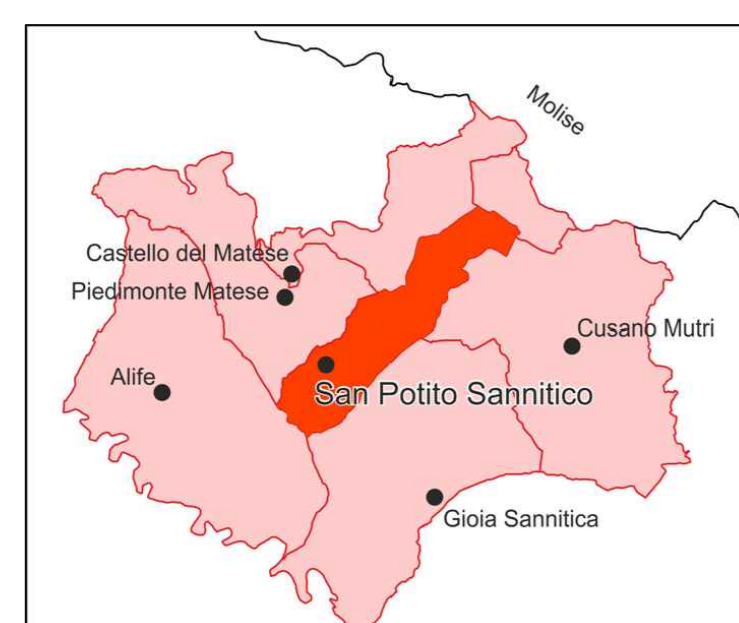 Molise
Castello del Matese
Piedimonte Matese
Cusano Mutri
Alife
San Potito Sannitico
Gioia Sannitica